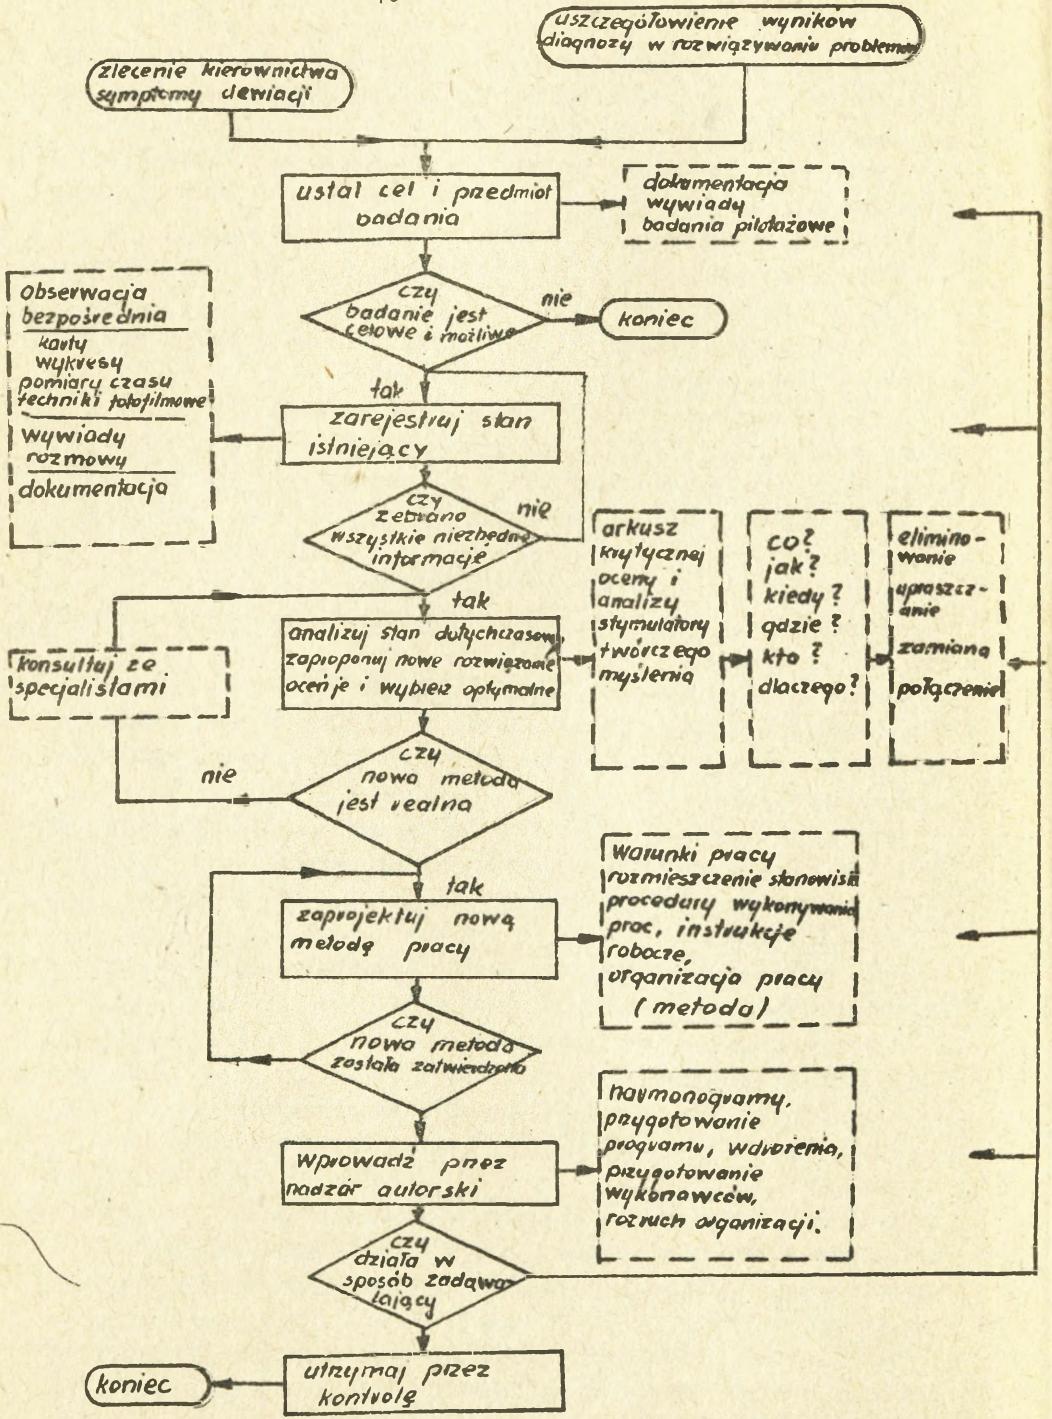 uszczegółowienie wyników
diagnozy w rozwiązywaniu problemów
zlecenie kierownictwa
symptomy dewiacji
ustal cel i przedmiot
badania
dokumentacja
wywiady
badania pilotażowe
czy
badanie jest
celowe i możliwe
nie
koniec
obserwacja
bezpośrednia
karty
wykresy
pomiary czasu
techniki fotofilmowe
wywiady
rozmowy
dokumentacja
tak
zarejestruj stan
istniejący
czy
zebrano
wszystkie niezbędne
informacje
nie
tak
analizuj stan dotychczasowy,
zaproponuj nowe rozwiązanie
oceń je i wybierz optymalne
arkusz
krytycznej
oceny i
analizy
stymulatory
twórczego
myślenia
co?
jak?
kiedy?
gdzie?
kto?
dlaczego?
elimino-
wanie
upraszcz-
anie
zamiana
połączenie
konsultuj ze
specjalistami
czy
nowa metoda
jest realna
nie
tak
zaprojektuj nową
metodę pracy
Warunki pracy
rozmieszczenie stanowisk
procedury wykonywania
prac, instrukcje
robocze,
organizacja pracy
(metoda)
czy
nowa metoda
została zatwierdzona
wprowadź przez
nadzór autorski
harmonogramy,
przygotowanie
programu, wdrożenia,
przygotowanie
wykonawców,
rozruch organizacji.
czy
działa w
sposób zadawa-
lający
utrzymaj przez
kontrolę
koniec